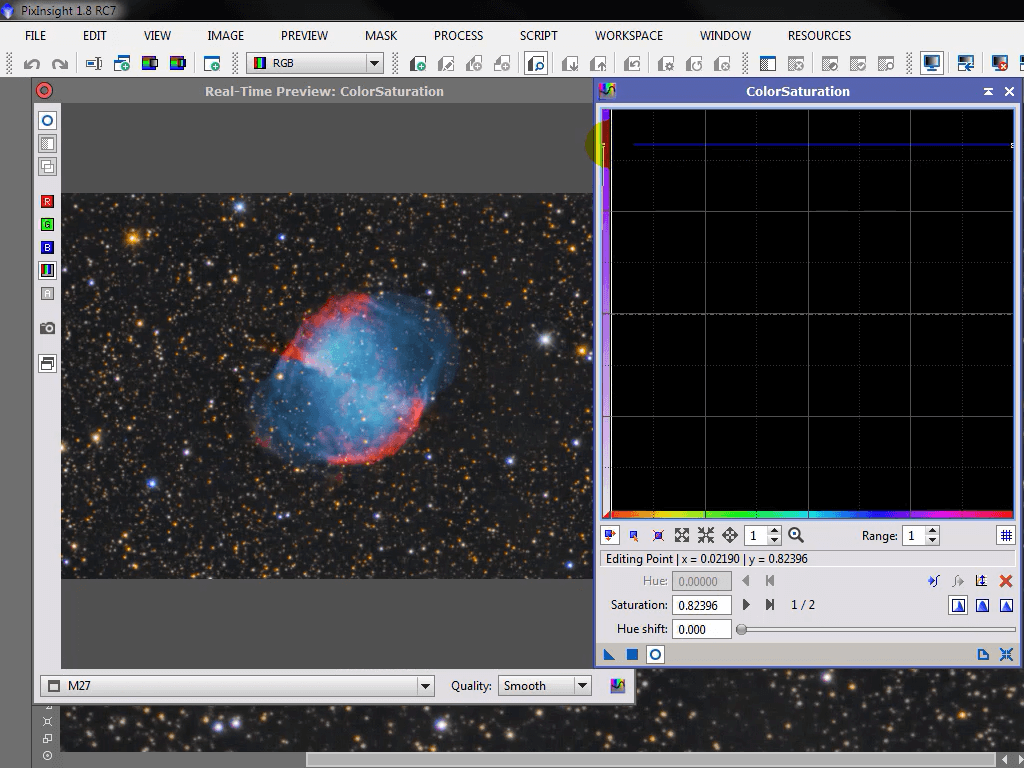 PixInsight 1.8 RC7
FILE EDIT VIEW IMAGE PREVIEW MASK PROCESS SCRIPT WORKSPACE WINDOW RESOURCES
RGB
Real-Time Preview: ColorSaturation
ColorSaturation
R
G
B
A
1
Range: 1
Editing Point | x = 0.02190 | y = 0.82396
Hue: 0.00000
Saturation: 0.82396 1 / 2
Hue shift: 0.000
M27 Quality: Smooth